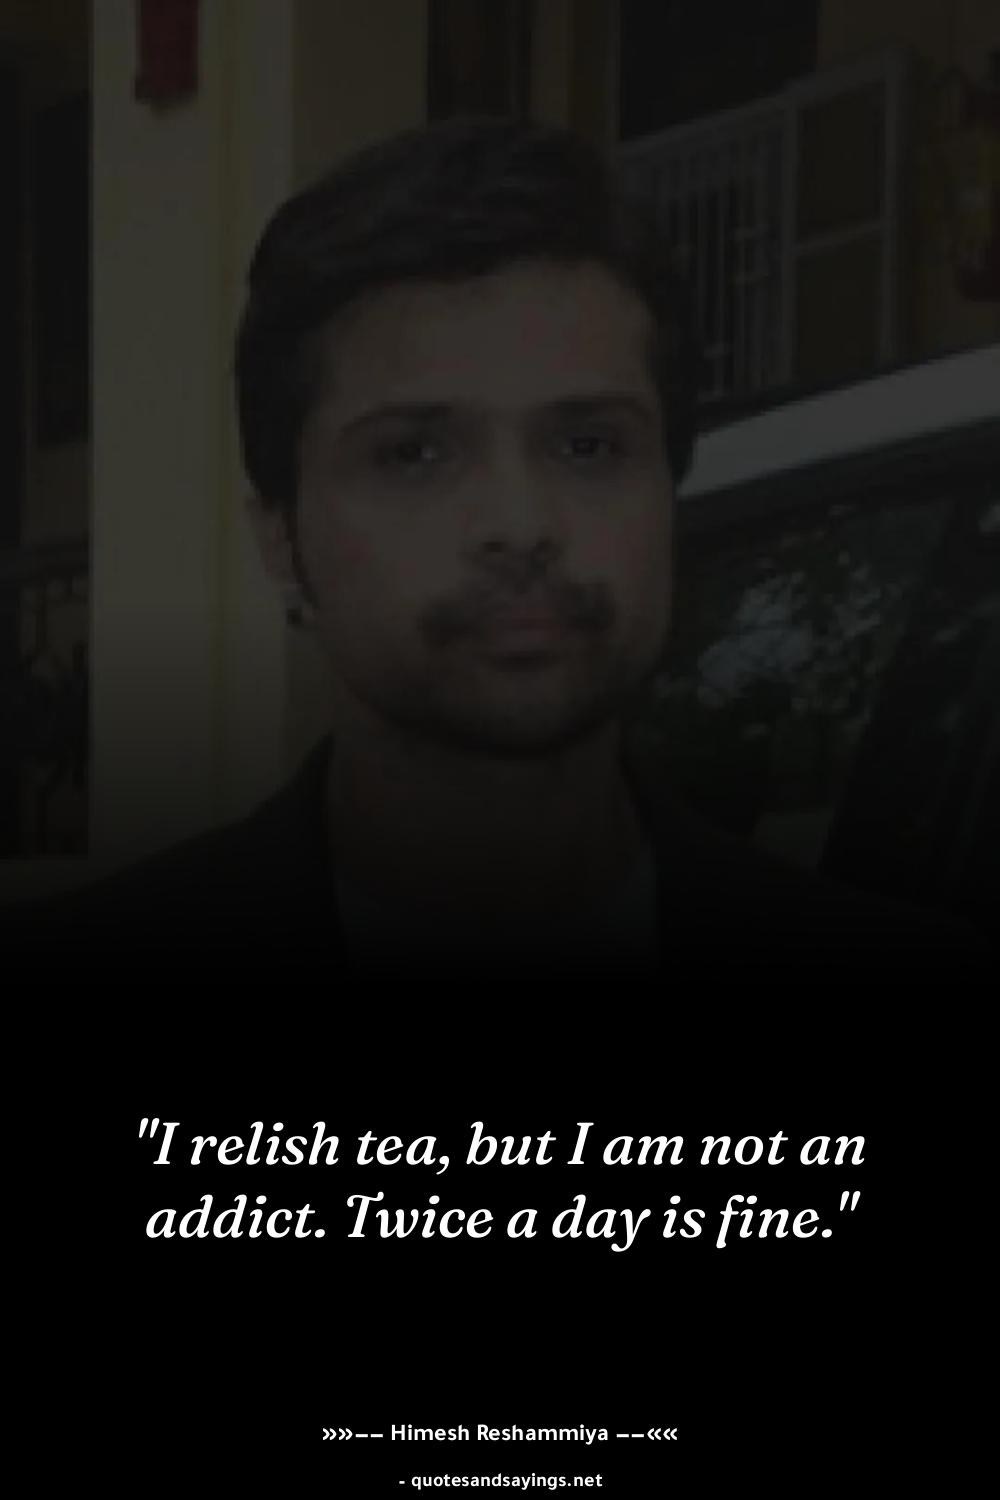 "I relish tea, but I am not an
addict. Twice a day is fine."
»»–– Himesh Reshammiya ––««
- quotesandsayings.net